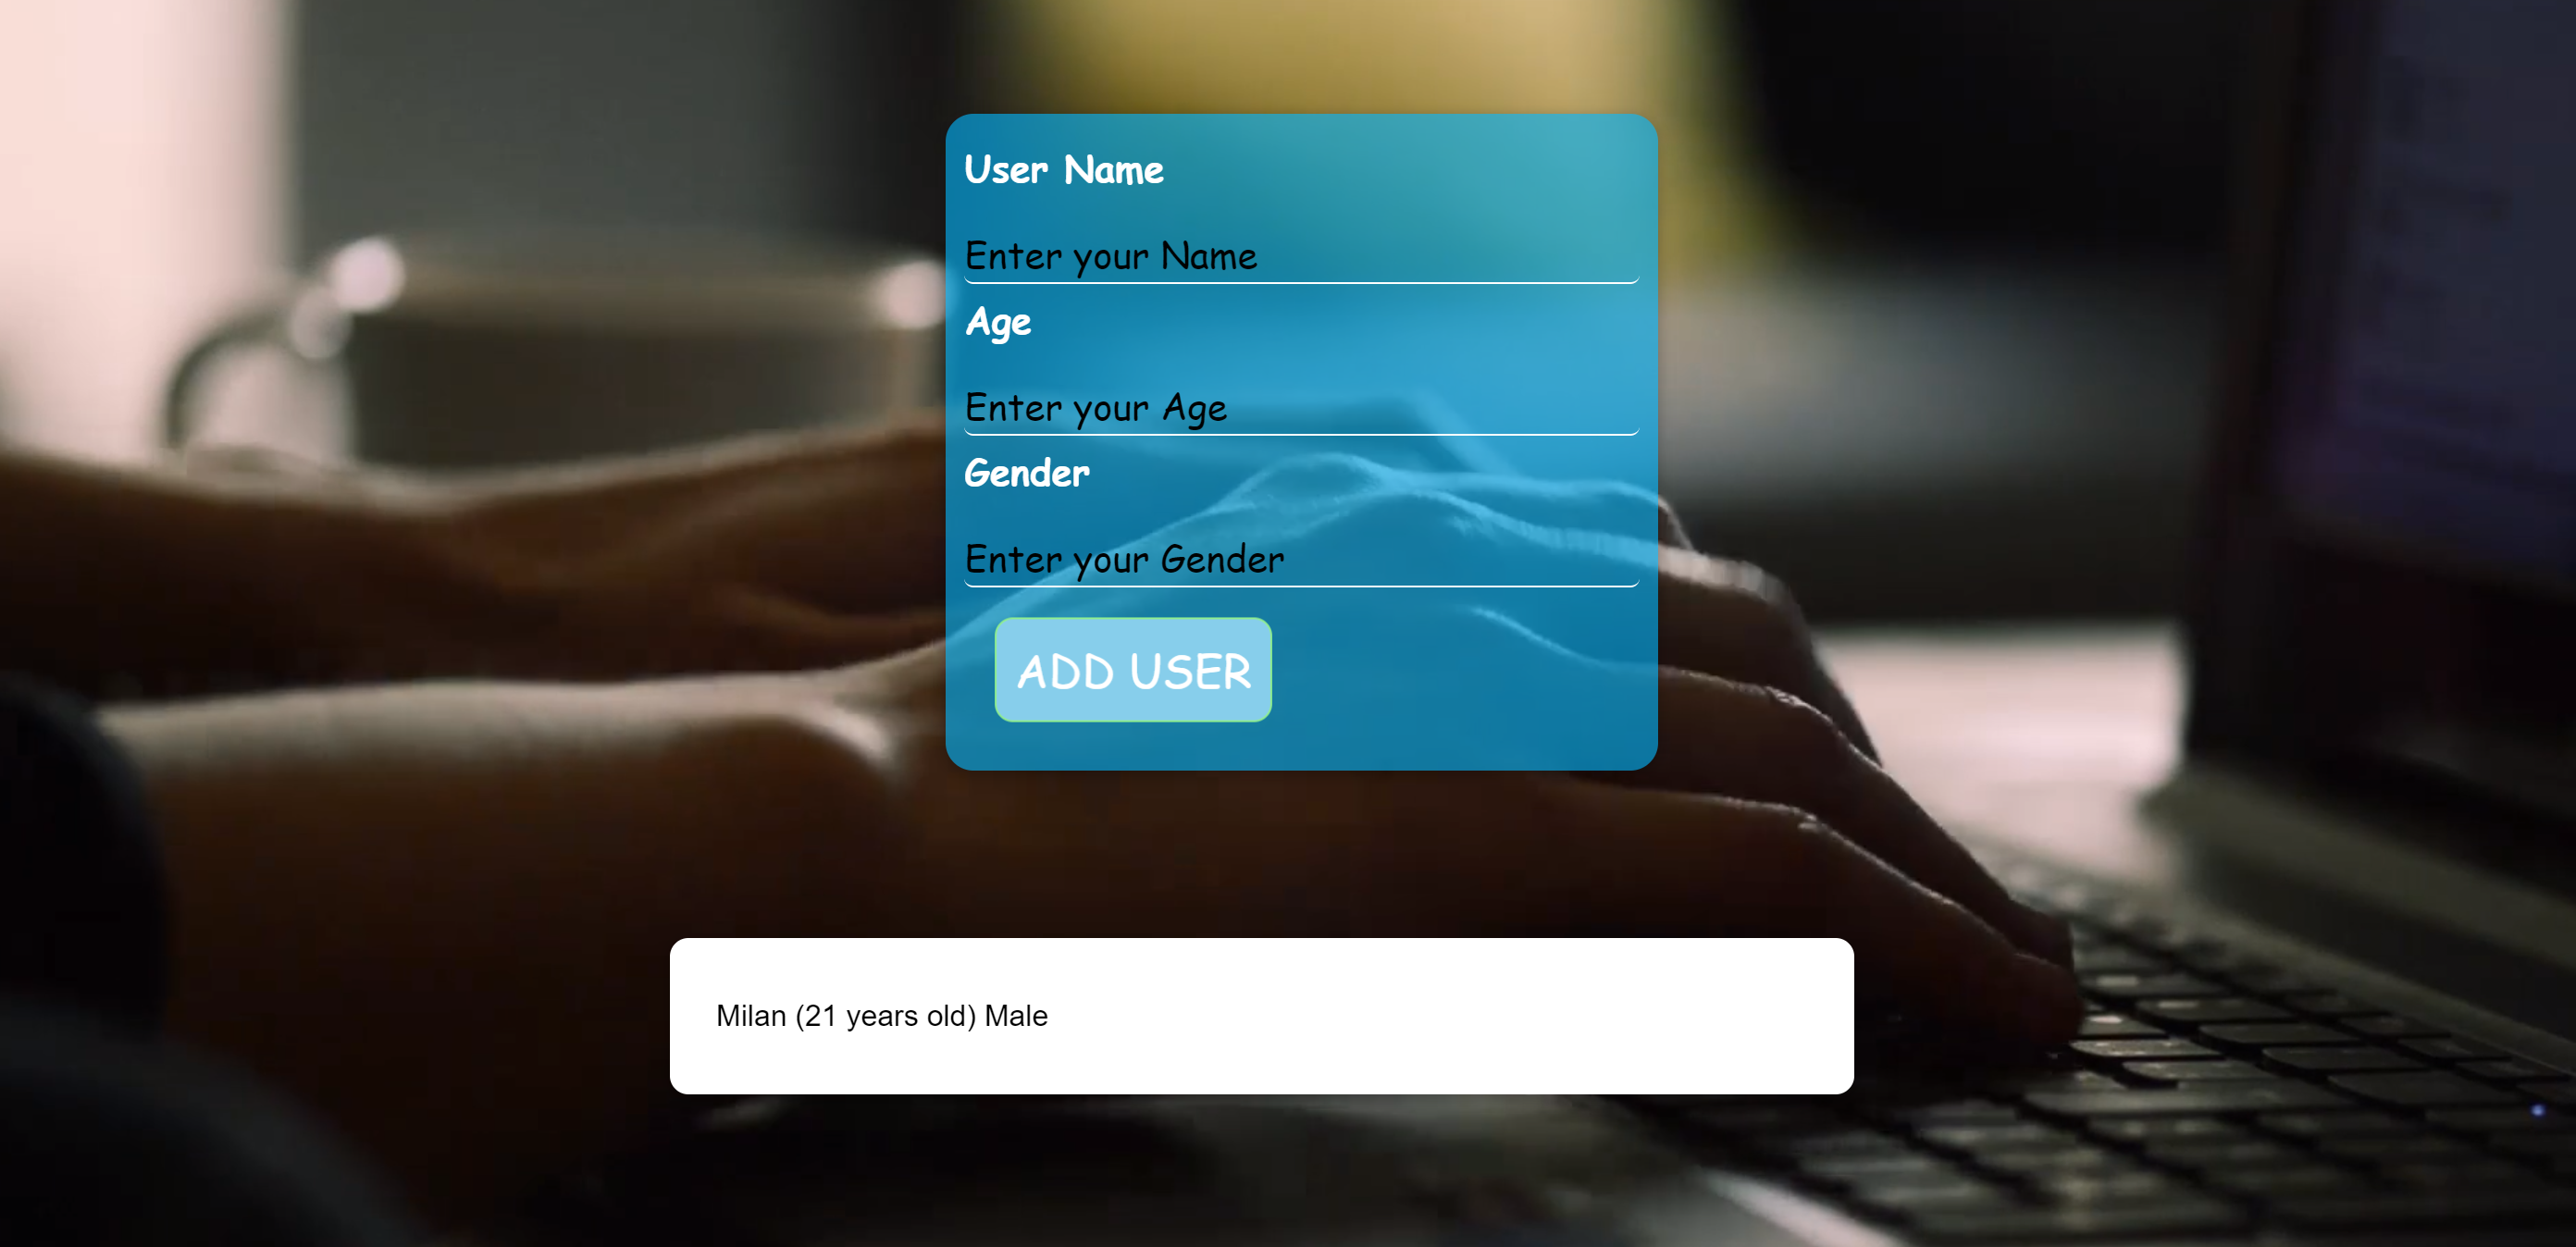 User Name
Enter your Name
Age
Enter your Age
Gender
Enter your Gender
ADD USER
Milan (21 years old) Male